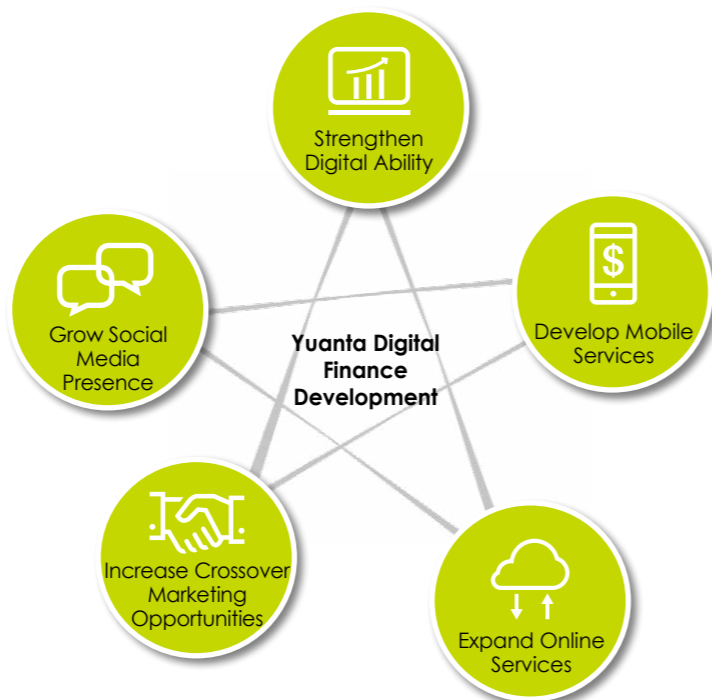 Strengthen
Digital Ability
Grow Social
Media
Presence
$
Develop Mobile
Services
Yuanta Digital
Finance
Development
Increase Crossover
Marketing
Opportunities
Expand Online
Services